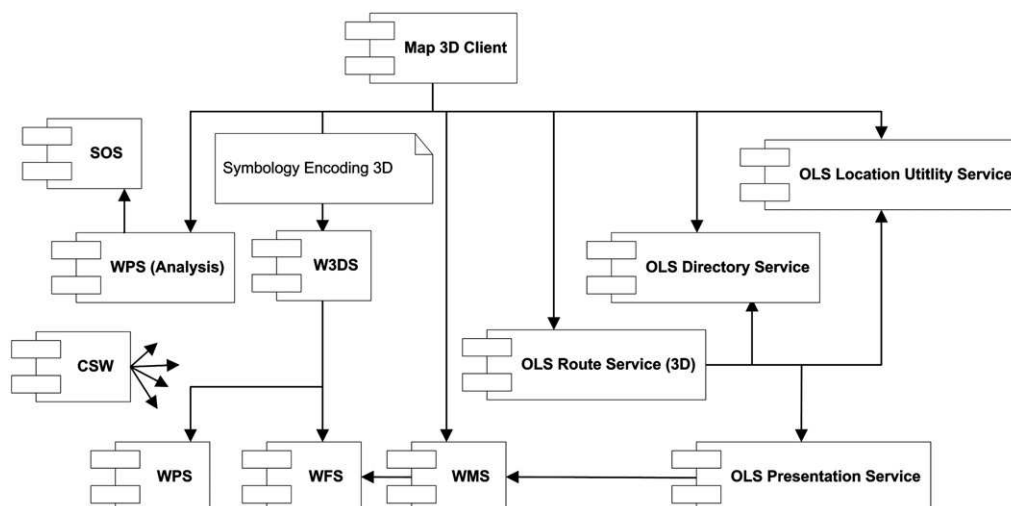 Map 3D Client
SOS
Symbology Encoding 3D
OLS Location Utitlity Service
WPS (Analysis)
W3DS
OLS Directory Service
CSW
OLS Route Service (3D)
WPS
WFS
WMS
OLS Presentation Service